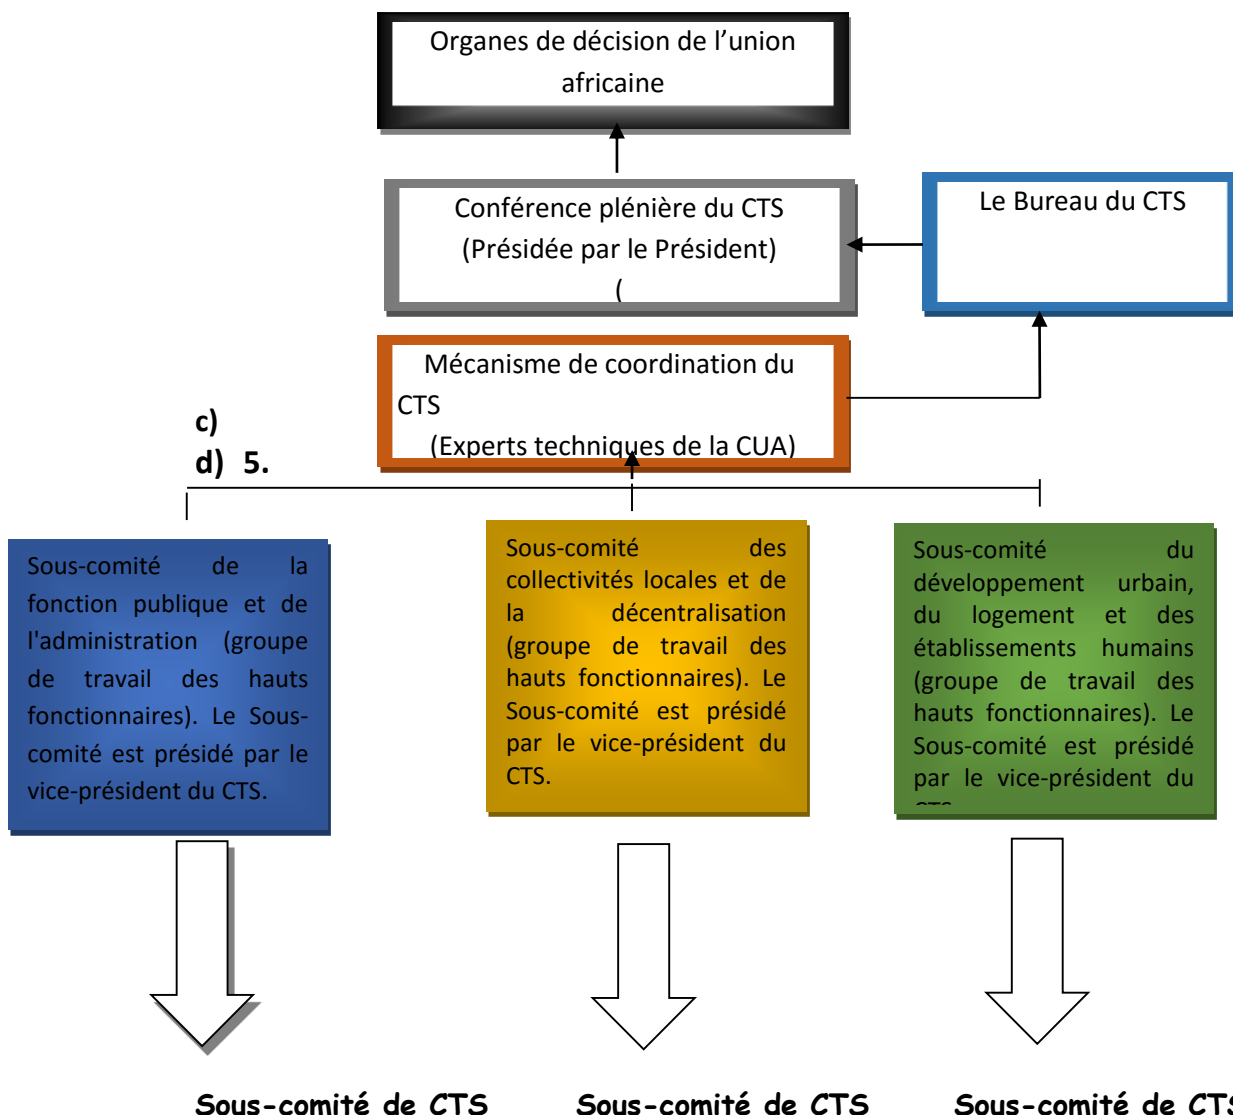 Organes de décision de l’union
africaine
Conférence plénière du CTS
(Présidée par le Président)
(
Le Bureau du CTS
Mécanisme de coordination du
CTS
(Experts techniques de la CUA)
c)
d) 5.
Sous-comité de la
fonction publique et de
l'administration (groupe
de travail des hauts
fonctionnaires). Le Sous-
comité est présidé par le
vice-président du CTS.
Sous-comité des
collectivités locales et de
la décentralisation
(groupe de travail des
hauts fonctionnaires). Le
Sous-comité est présidé
par le vice-président du
CTS.
Sous-comité du
développement urbain,
du logement et des
établissements humains
(groupe de travail des
hauts fonctionnaires). Le
Sous-comité est présidé
par le vice-président du
Sous-comité de CTS
Sous-comité de CTS
Sous-comité de CTS